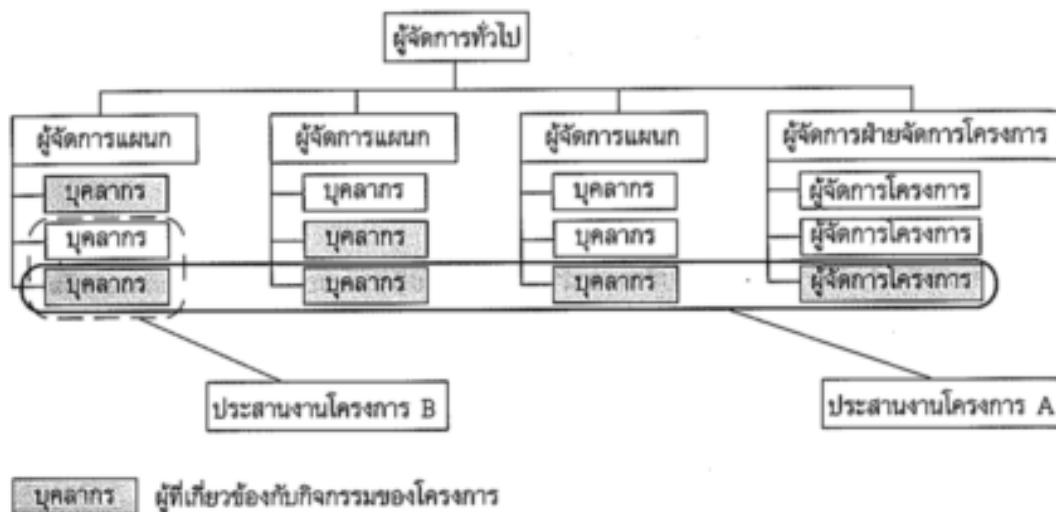 ผู้จัดการทั่วไป
ผู้จัดการแผนก ผู้จัดการแผนก ผู้จัดการแผนก ผู้จัดการฝ่ายจัดการโครงการ
บุคลากร บุคลากร บุคลากร ผู้จัดการโครงการ
บุคลากร บุคลากร บุคลากร ผู้จัดการโครงการ
บุคลากร บุคลากร บุคลากร ผู้จัดการโครงการ
ประสานงานโครงการ B ประสานงานโครงการ A
บุคลากร ผู้ที่เกี่ยวข้องกับกิจกรรมของโครงการ